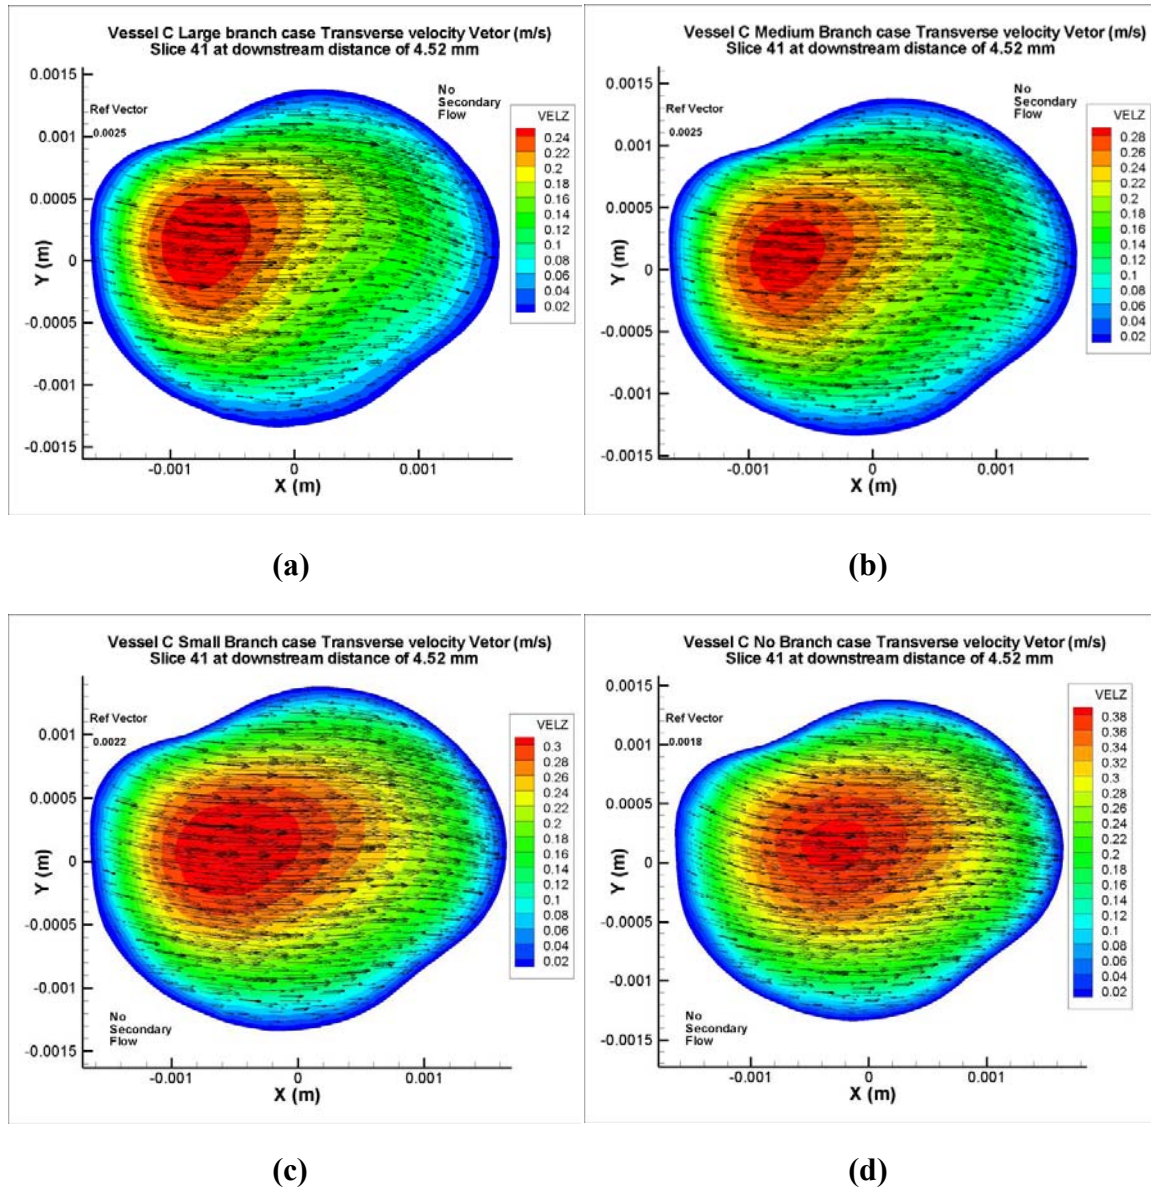 Vessel C Large branch case Transverse velocity Vetor (m/s)
Slice 41 at downstream distance of 4.52 mm
0.0015
0.001
0.0005
0
-0.0005
-0.001
-0.0015
Y (m)
Ref Vector
0.0025
No
Secondary
Flow
VELZ
0.24
0.22
0.2
0.18
0.16
0.14
0.12
0.1
0.08
0.06
0.04
0.02
-0.001
0
0.001
X (m)
(a)
Vessel C Medium Branch case Transverse velocity Vetor (m/s)
Slice 41 at downstream distance of 4.52 mm
0.0015
0.001
0.0005
0
-0.0005
-0.001
-0.0015
Y (m)
Ref Vector
0.0025
No
Secondary
Flow
VELZ
0.28
0.26
0.24
0.22
0.2
0.18
0.16
0.14
0.12
0.1
0.08
0.06
0.04
0.02
-0.001
0
0.001
X (m)
(b)
Vessel C Small Branch case Transverse velocity Vetor (m/s)
Slice 41 at downstream distance of 4.52 mm
0.001
0.0005
0
-0.0005
-0.001
-0.0015
Y (m)
Ref Vector
0.0022
No
Secondary
Flow
VELZ
0.3
0.28
0.26
0.24
0.22
0.2
0.18
0.16
0.14
0.12
0.1
0.08
0.06
0.04
0.02
-0.001
0
0.001
X (m)
(c)
Vessel C No Branch case Transverse velocity Vetor (m/s)
Slice 41 at downstream distance of 4.52 mm
0.0015
0.001
0.0005
0
-0.0005
-0.001
-0.0015
Y (m)
Ref Vector
0.0018
No
Secondary
Flow
VELZ
0.38
0.36
0.34
0.32
0.3
0.28
0.26
0.24
0.22
0.2
0.18
0.16
0.14
0.12
0.1
0.08
0.06
0.04
0.02
-0.001
0
0.001
X (m)
(d)